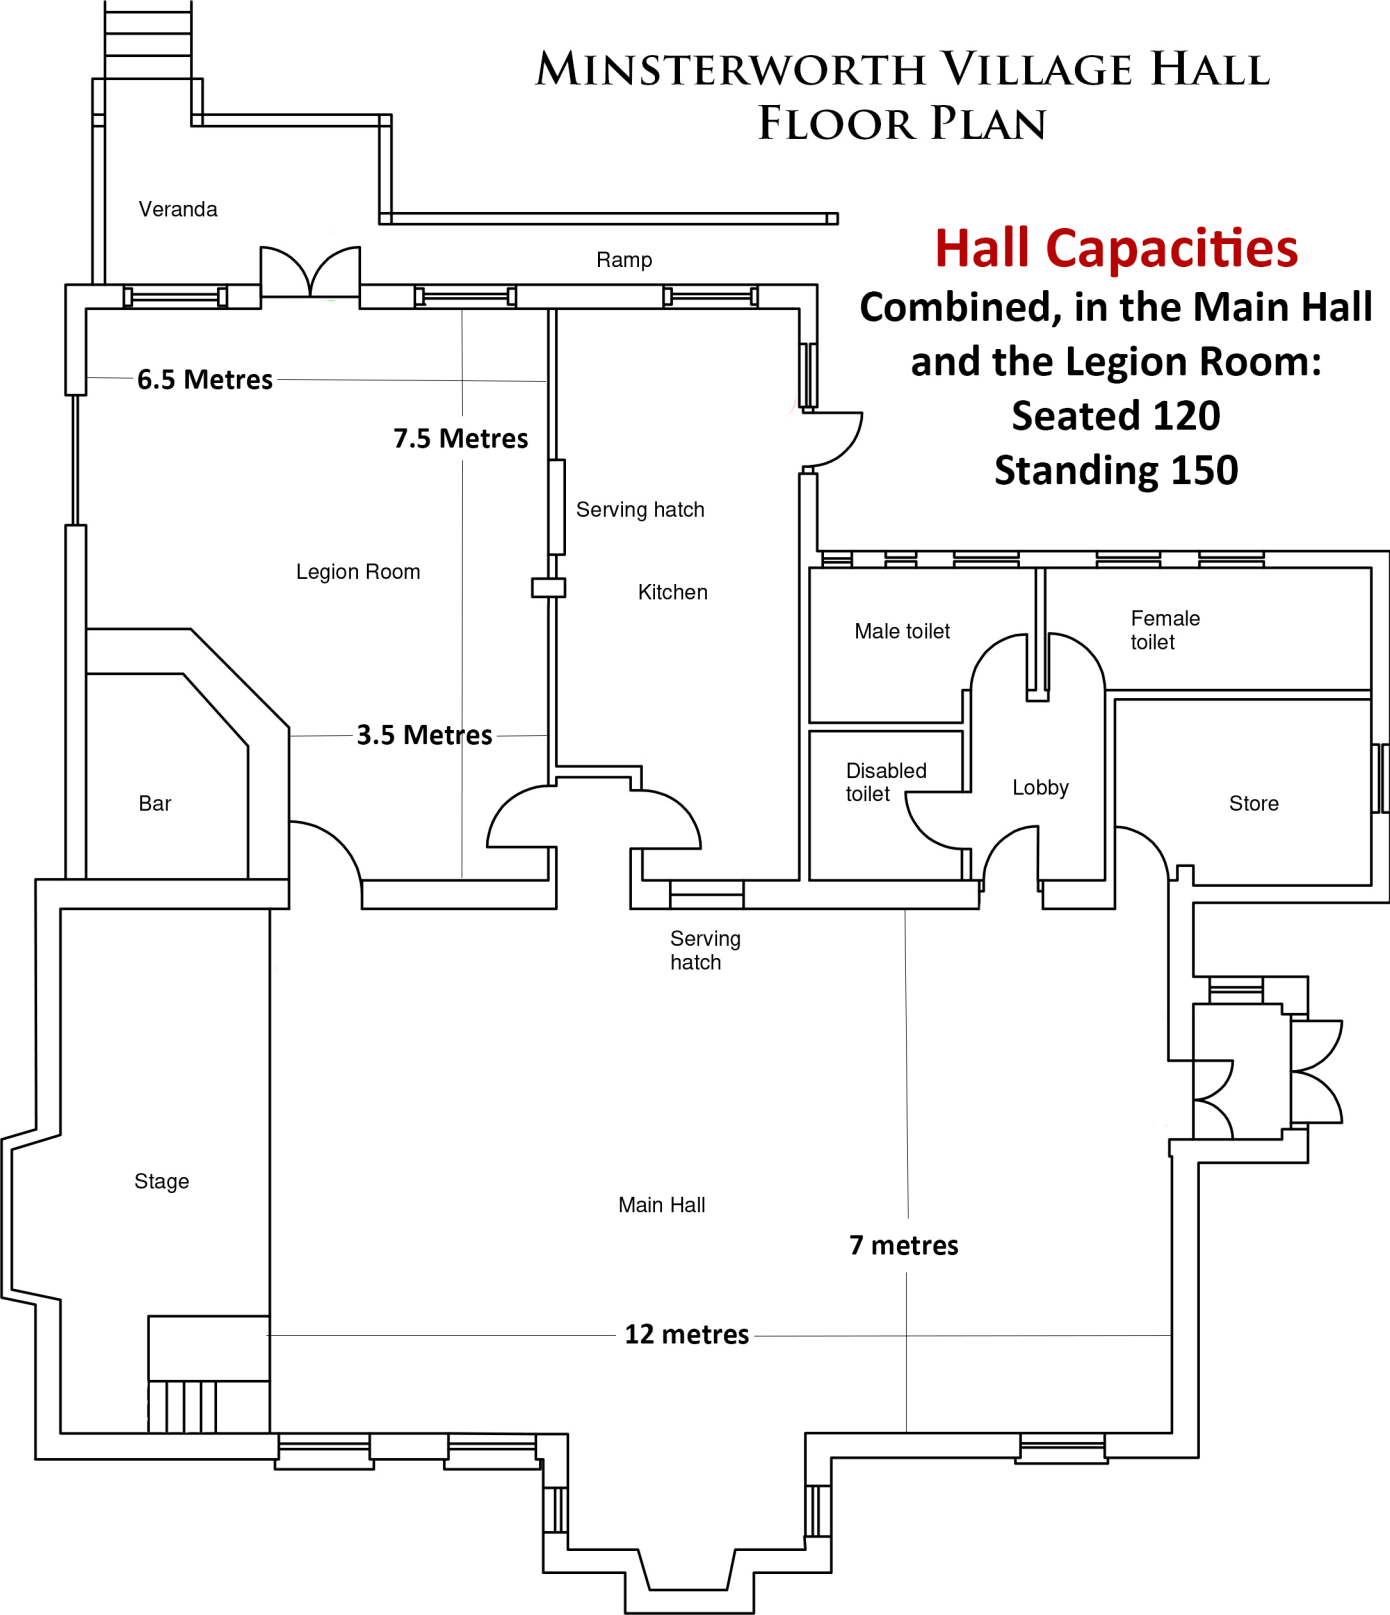 MINSTERWORTH VILLAGE HALL
FLOOR PLAN
Veranda
Ramp
Hall Capacities
Combined, in the Main Hall
and the Legion Room:
Seated 120
Standing 150
6.5 Metres
7.5 Metres
Serving hatch
Legion Room
Kitchen
Male toilet
Female
toilet
3.5 Metres
Bar
Disabled
toilet
Lobby
Store
Serving
hatch
Stage
Main Hall
7 metres
12 metres